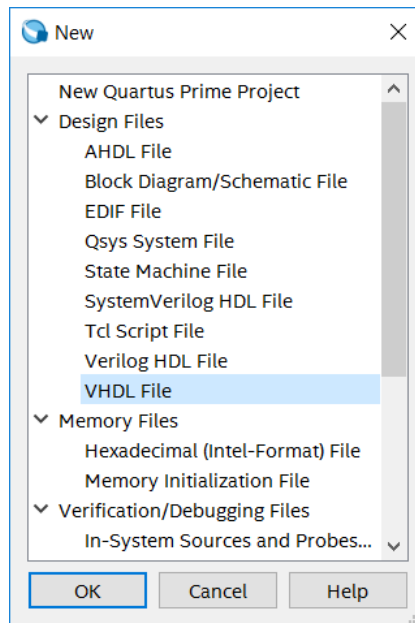 New
New Quartus Prime Project
Design Files
AHDL File
Block Diagram/Schematic File
EDIF File
Qsys System File
State Machine File
SystemVerilog HDL File
Tcl Script File
Verilog HDL File
VHDL File
Memory Files
Hexadecimal (Intel-Format) File
Memory Initialization File
Verification/Debugging Files
In-System Sources and Probes...
OK Cancel Help